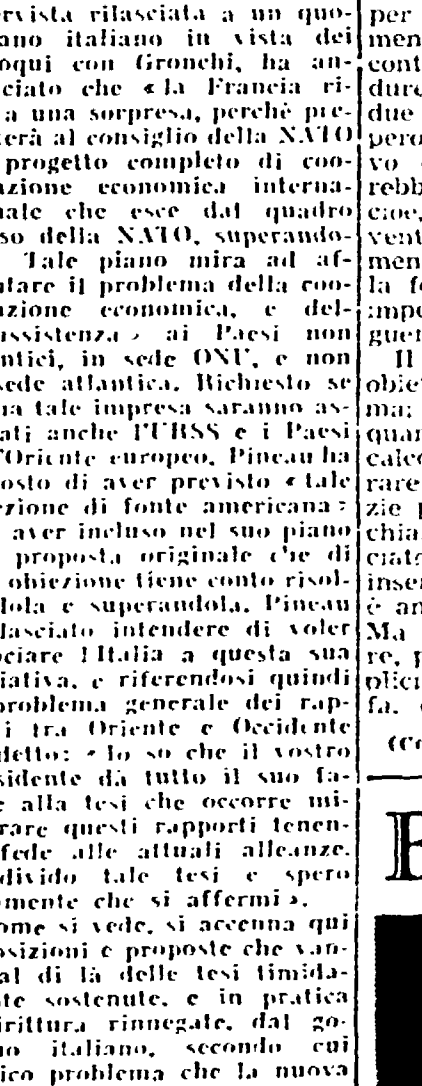 ervista rilasciata a un quo-
ano italiano in vista dei
oqui con Gronchi, ha an-
ciato che «la Francia ri-
a una sorpresa, perchè pre-
terà al consiglio della NATO
progetto completo di coo-
azione economica interna-
nale che esce dal quadro
so della NATO, superando-
Tale piano mira ad af-
ntare il problema della coo-
azione economica, e del-
assistenza» ai Paesi non
antici, in sede ONU, e non
sede atlantica. Richiesto se
na tale impresa saranno as-
ati anche l'URSS e i Paesi
l'Oriente europeo, Pineau ha
osto di aver previsto «tale
ezione di fonte americana»
aver incluso nel suo piano
proposta originale che di
obiezione tiene conto risol-
dola e superandola. Pineau
lasciato intendere di voler
ciare l'Italia a questa sua
iativa, e riferendosi quindi
problema generale dei rap-
i tra Oriente e Occidente
detto: «Io so che il vostro
sidente dà tutto il suo fa-
e alla tesi che occorre mi-
rare questi rapporti tenen-
fede alle attuali alleanze.
divido tale tesi e spero
mente che si affermi».
ome si vede, si accenna qui
osizioni e proposte che van-
al di là delle tesi timida-
te sostenute, e in pratica
irittura rinnegate, dal go-
no italiano, secondo cui
ico problema che la nuova
per
men
cont
dure
due
pero
vo
rebb
cioe,
vent
men
la fo
impo
guer
Il
obie
ma:
quan
calco
rare
zie p
chia
ciato
inse
è an
Ma
re, p
plici
fa.
(Co